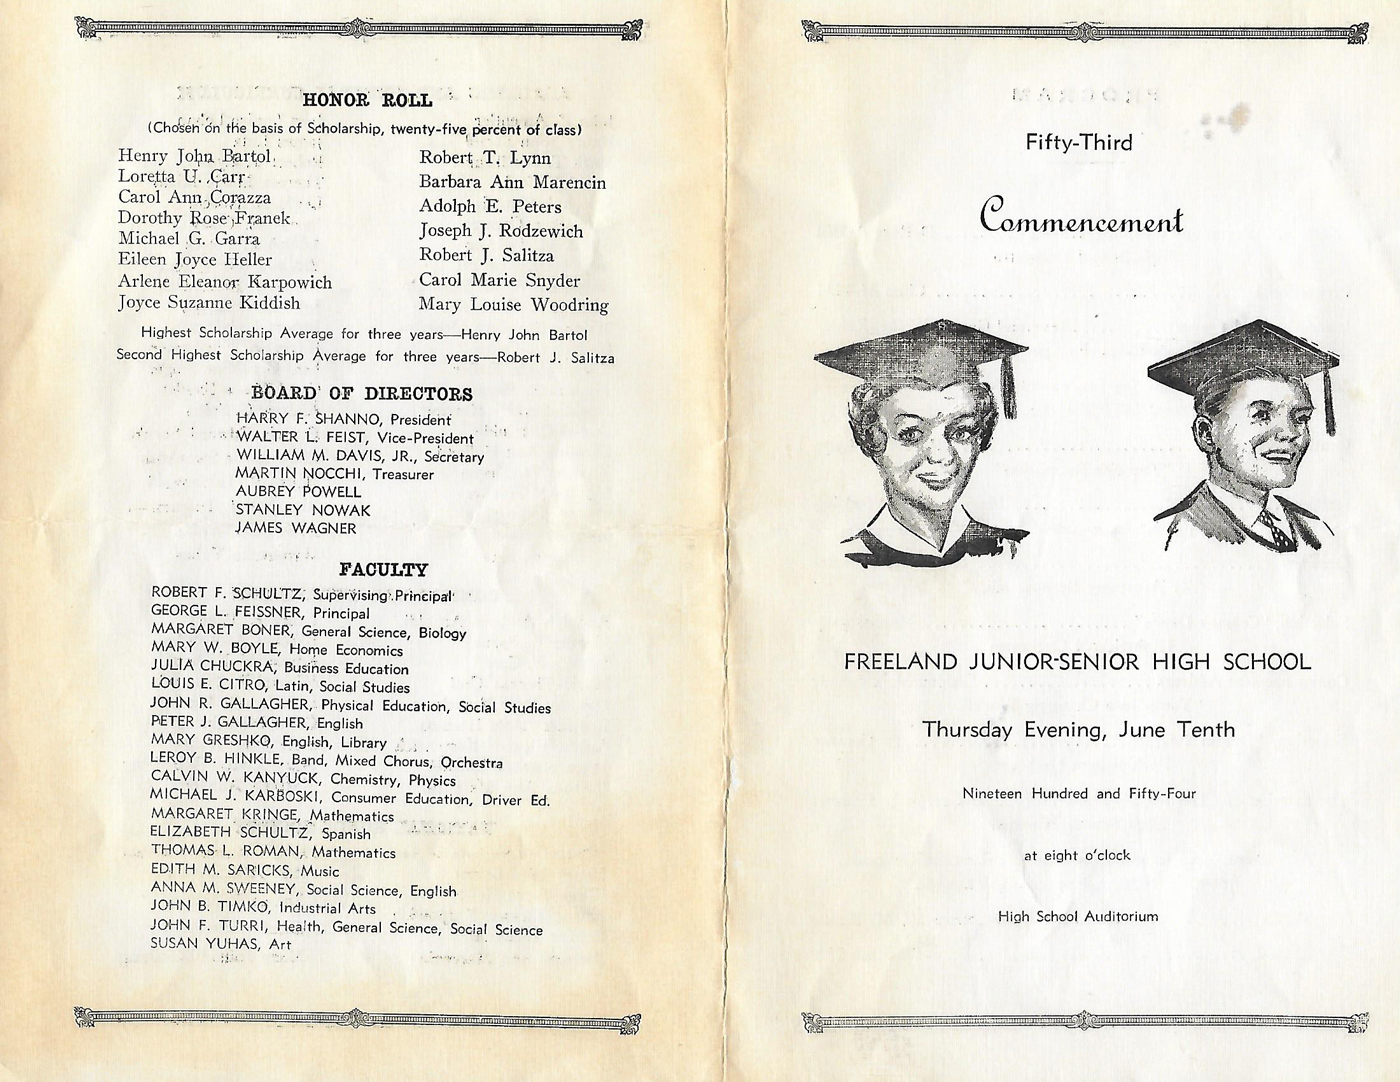 HONOR ROLL
(Chosen on the basis of Scholarship, twenty-five percent of class)
Henry John Bartol
Loretta U. Carr
Carol Ann Corazza
Dorothy Rose Franek
Michael G. Garra
Eileen Joyce Heller
Arlene Eleanor Karpowich
Joyce Suzanne Kiddish
Robert T. Lynn
Barbara Ann Marencin
Adolph E. Peters
Joseph J. Rodzewich
Robert J. Salitza
Carol Marie Snyder
Mary Louise Woodring
Highest Scholarship Average for three years—Henry John Bartol
Second Highest Scholarship Average for three years—Robert J. Salitza
BOARD OF DIRECTORS
HARRY F. SHANNO, President
WALTER L. FEIST, Vice-President
WILLIAM M. DAVIS, JR., Secretary
MARTIN NOCCHI, Treasurer
AUBREY POWELL
STANLEY NOWAK
JAMES WAGNER
FACULTY
ROBERT F. SCHULTZ, Supervising Principal
GEORGE L. FEISSNER, Principal
MARGARET BONER, General Science, Biology
MARY W. BOYLE, Home Economics
JULIA CHUCKRA, Business Education
LOUIS E. CITRO, Latin, Social Studies
JOHN R. GALLAGHER, Physical Education, Social Studies
PETER J. GALLAGHER, English
MARY GRESHKO, English, Library
LEROY B. HINKLE, Band, Mixed Chorus, Orchestra
CALVIN W. KANYUCK, Chemistry, Physics
MICHAEL J. KARBOSKI, Consumer Education, Driver Ed.
MARGARET KRINGE, Mathematics
ELIZABETH SCHULTZ, Spanish
THOMAS L. ROMAN, Mathematics
EDITH M. SARICKS, Music
ANNA M. SWEENEY, Social Science, English
JOHN B. TIMKO, Industrial Arts
JOHN F. TURRI, Health, General Science, Social Science
SUSAN YUHAS, Art
Fifty-Third
Commencement
FREELAND JUNIOR-SENIOR HIGH SCHOOL
Thursday Evening, June Tenth
Nineteen Hundred and Fifty-Four
at eight o'clock
High School Auditorium